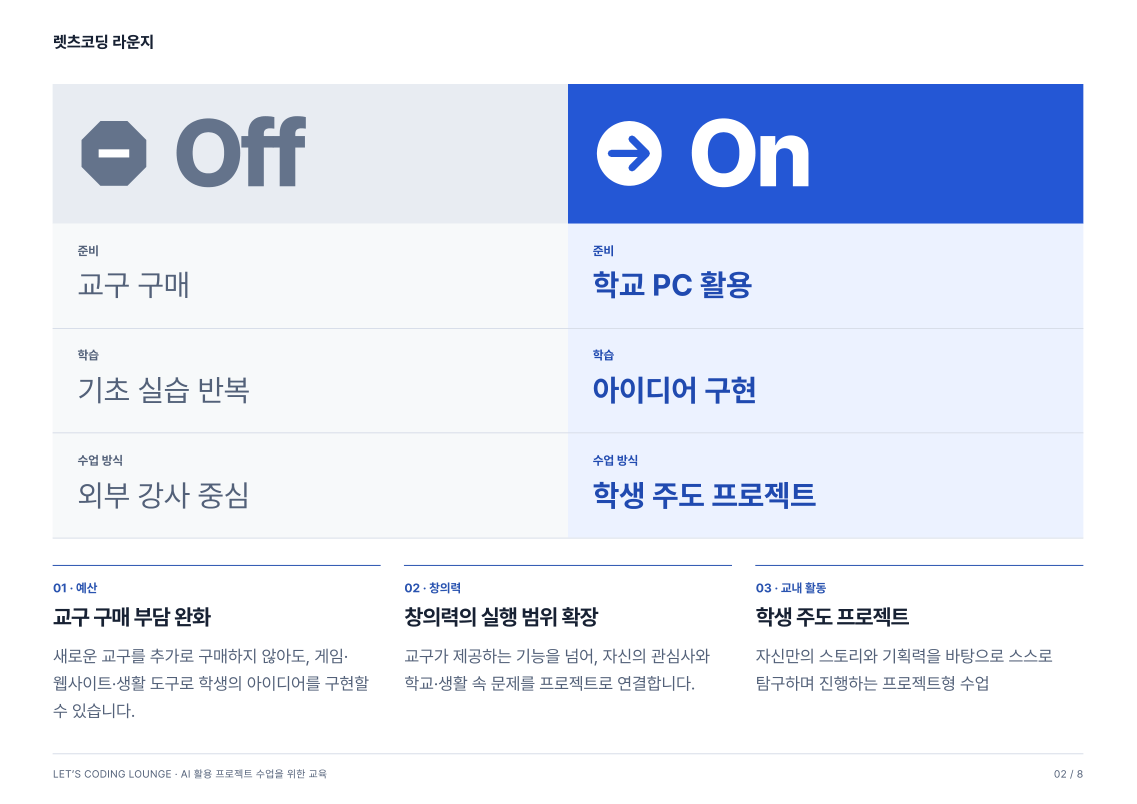 렛츠코딩 라운지
Off
On
준비
교구 구매
준비
학교 PC 활용
학습
기초 실습 반복
학습
아이디어 구현
수업 방식
외부 강사 중심
수업 방식
학생 주도 프로젝트
01 · 예산
교구 구매 부담 완화
새로운 교구를 추가로 구매하지 않아도, 게임·
웹사이트·생활 도구로 학생의 아이디어를 구현할
수 있습니다.
02 · 창의력
창의력의 실행 범위 확장
교구가 제공하는 기능을 넘어, 자신의 관심사와
학교·생활 속 문제를 프로젝트로 연결합니다.
03 · 교내 활동
학생 주도 프로젝트
자신만의 스토리와 기획력을 바탕으로 스스로
탐구하며 진행하는 프로젝트형 수업
LET'S CODING LOUNGE · AI 활용 프로젝트 수업을 위한 교육
02 / 8